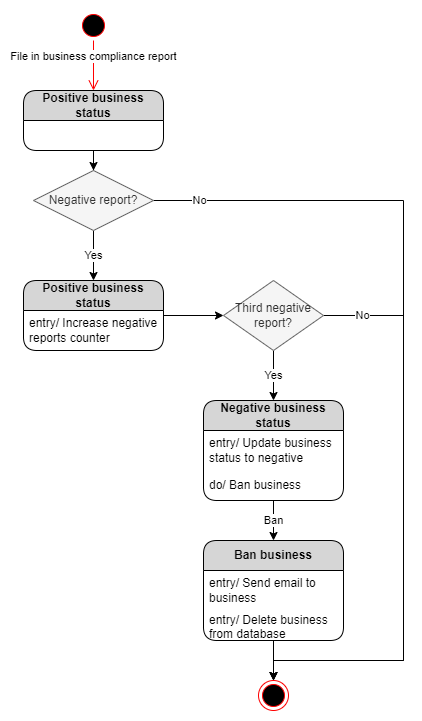 File in business compliance report
Positive business
status
Negative report?
No
Yes
Positive business
status
entry/ Increase negative
reports counter
Third negative
report?
No
Yes
Negative business
status
entry/ Update business
status to negative
do/ Ban business
Ban
Ban business
entry/ Send email to
business
entry/ Delete business
from database